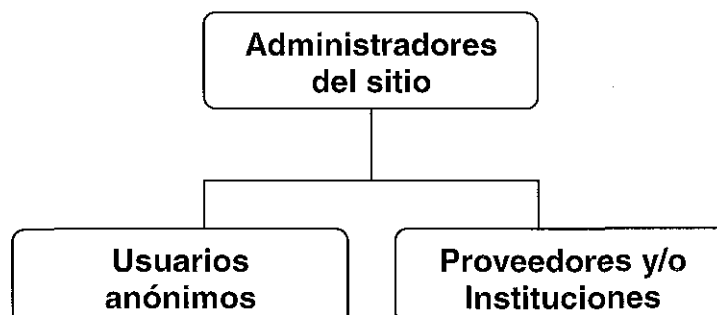 Administradores
del sitio
Usuarios
anónimos
Proveedores y/o
Instituciones